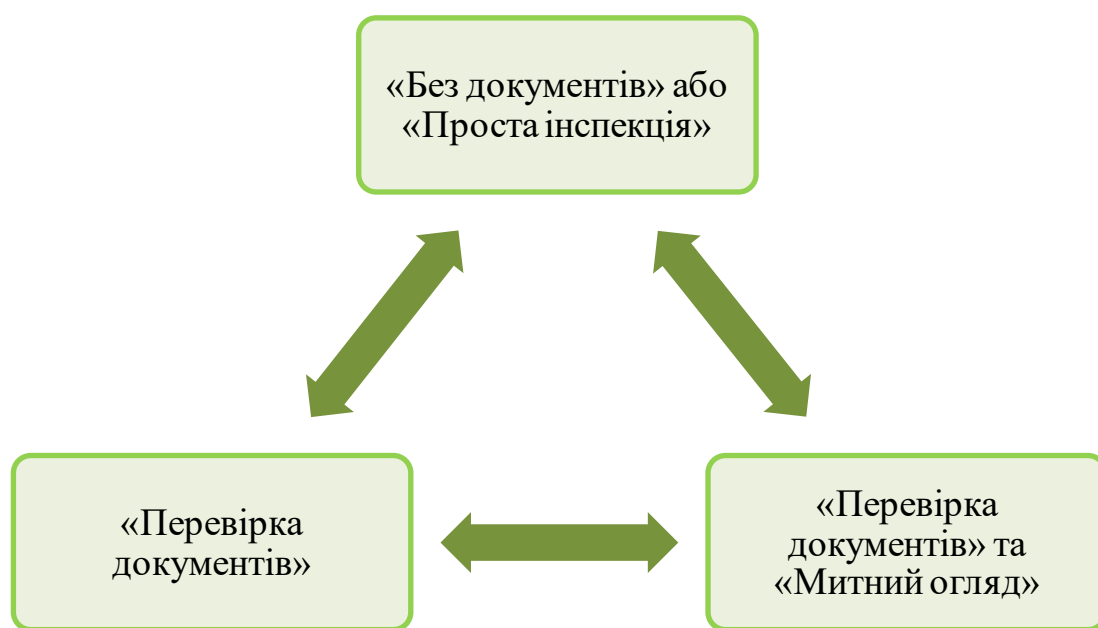 «Без документів» або
«Проста інспекція»
«Перевірка
документів»
«Перевірка
документів» та
«Митний огляд»